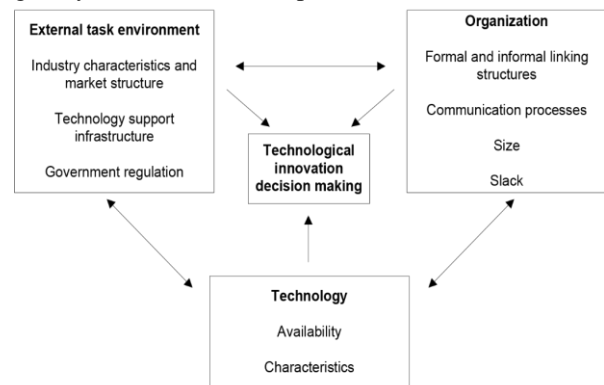 External task environment
Industry characteristics and
market structure
Technology support
infrastructure
Government regulation
Organization
Formal and informal linking
structures
Communication processes
Size
Slack
Technological
innovation
decision making
Technology
Availability
Characteristics